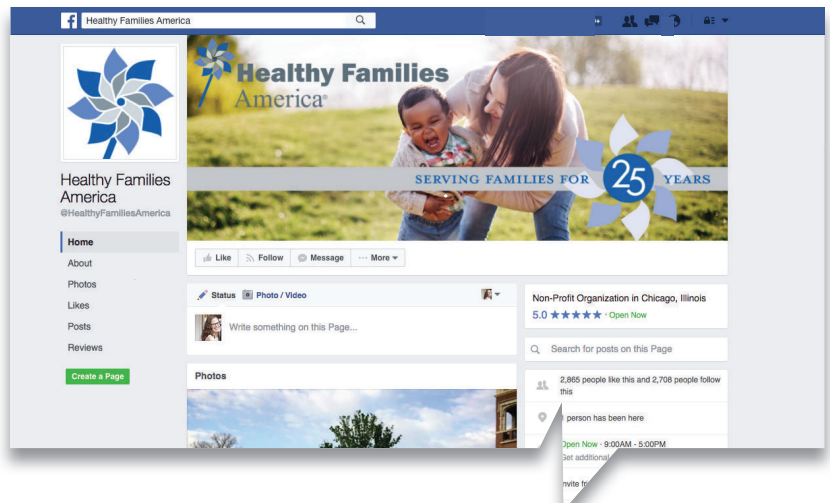 Healthy Families America
Healthy Families
America®
SERVING FAMILIES FOR 25 YEARS
Healthy Families
America
@HealthyFamiliesAmerica
Home
About
Photos
Likes
Posts
Reviews
Create a Page
Like Follow Message ··· More
Status Photo / Video
Write something on this Page...
Photos
Non-Profit Organization in Chicago, Illinois
5.0 ★★★★★ · Open Now
Search for posts on this Page
2,865 people like this and 2,708 people follow
this
person has been here
Open Now · 9:00AM - 5:00PM
Get additional